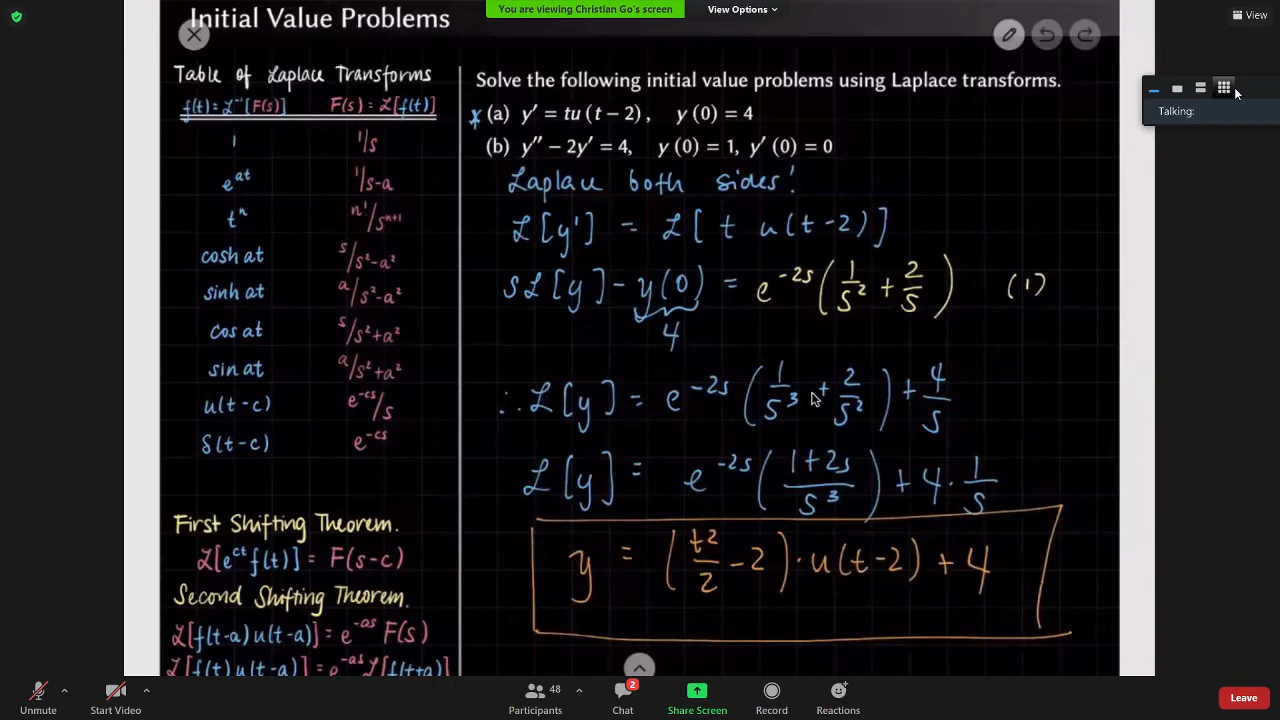 You are viewing Christian Go's screen
View Options
View
Talking:
Initial Value Problems
Table of Laplace Transforms
f(t) = ℒ⁻¹[F(s)] F(s) = ℒ[f(t)]
1 1/s
e^at 1/s-a
tⁿ n!/sⁿ⁺¹
cosh at s/s²-a²
sinh at a/s²-a²
cos at s/s²+a²
sin at a/s²+a²
u(t-c) e^-cs/s
δ(t-c) e^-cs
First Shifting Theorem.
ℒ[e^ct f(t)] = F(s-c)
Second Shifting Theorem.
ℒ[f(t-a)u(t-a)] = e^-as F(s)
ℒ[f(t)u(t-a)] = e^-as ℒ[f(t+a)]
Solve the following initial value problems using Laplace transforms.
* (a) y′ = tu (t − 2), y (0) = 4
(b) y″ − 2y′ = 4, y (0) = 1, y′ (0) = 0
Laplace both sides!
ℒ[y'] = ℒ[t u(t-2)]
sℒ[y] - y(0) = e^-2s (1/s² + 2/s) (1)
4
∴ ℒ[y] = e^-2s (1/s³ + 2/s²) + 4/s
ℒ[y] = e^-2s ((1+2s)/s³) + 4 · 1/s
y = (t²/2 - 2) · u(t-2) + 4
Unmute
Start Video
48
Participants
2
Chat
Share Screen
Record
Reactions
Leave